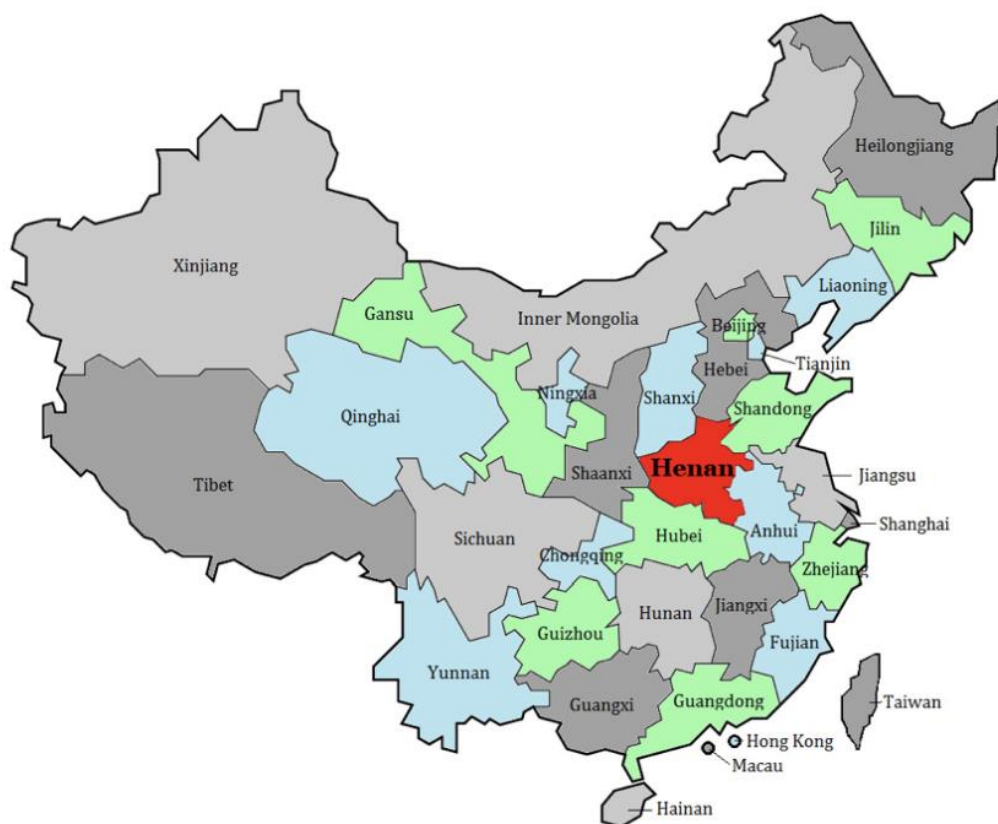 Heilongjiang
Jilin
Xinjiang
Liaoning
Gansu
Inner Mongolia
Beijing
Tianjin
Hebei
Ningxia
Shanxi
Shandong
Qinghai
Henan
Shaanxi
Jiangsu
Tibet
Shanghai
Anhui
Hubei
Sichuan
Chongqing
Zhejiang
Hunan
Jiangxi
Guizhou
Fujian
Yunnan
Guangxi
Guangdong
Taiwan
Hong Kong
Macau
Hainan